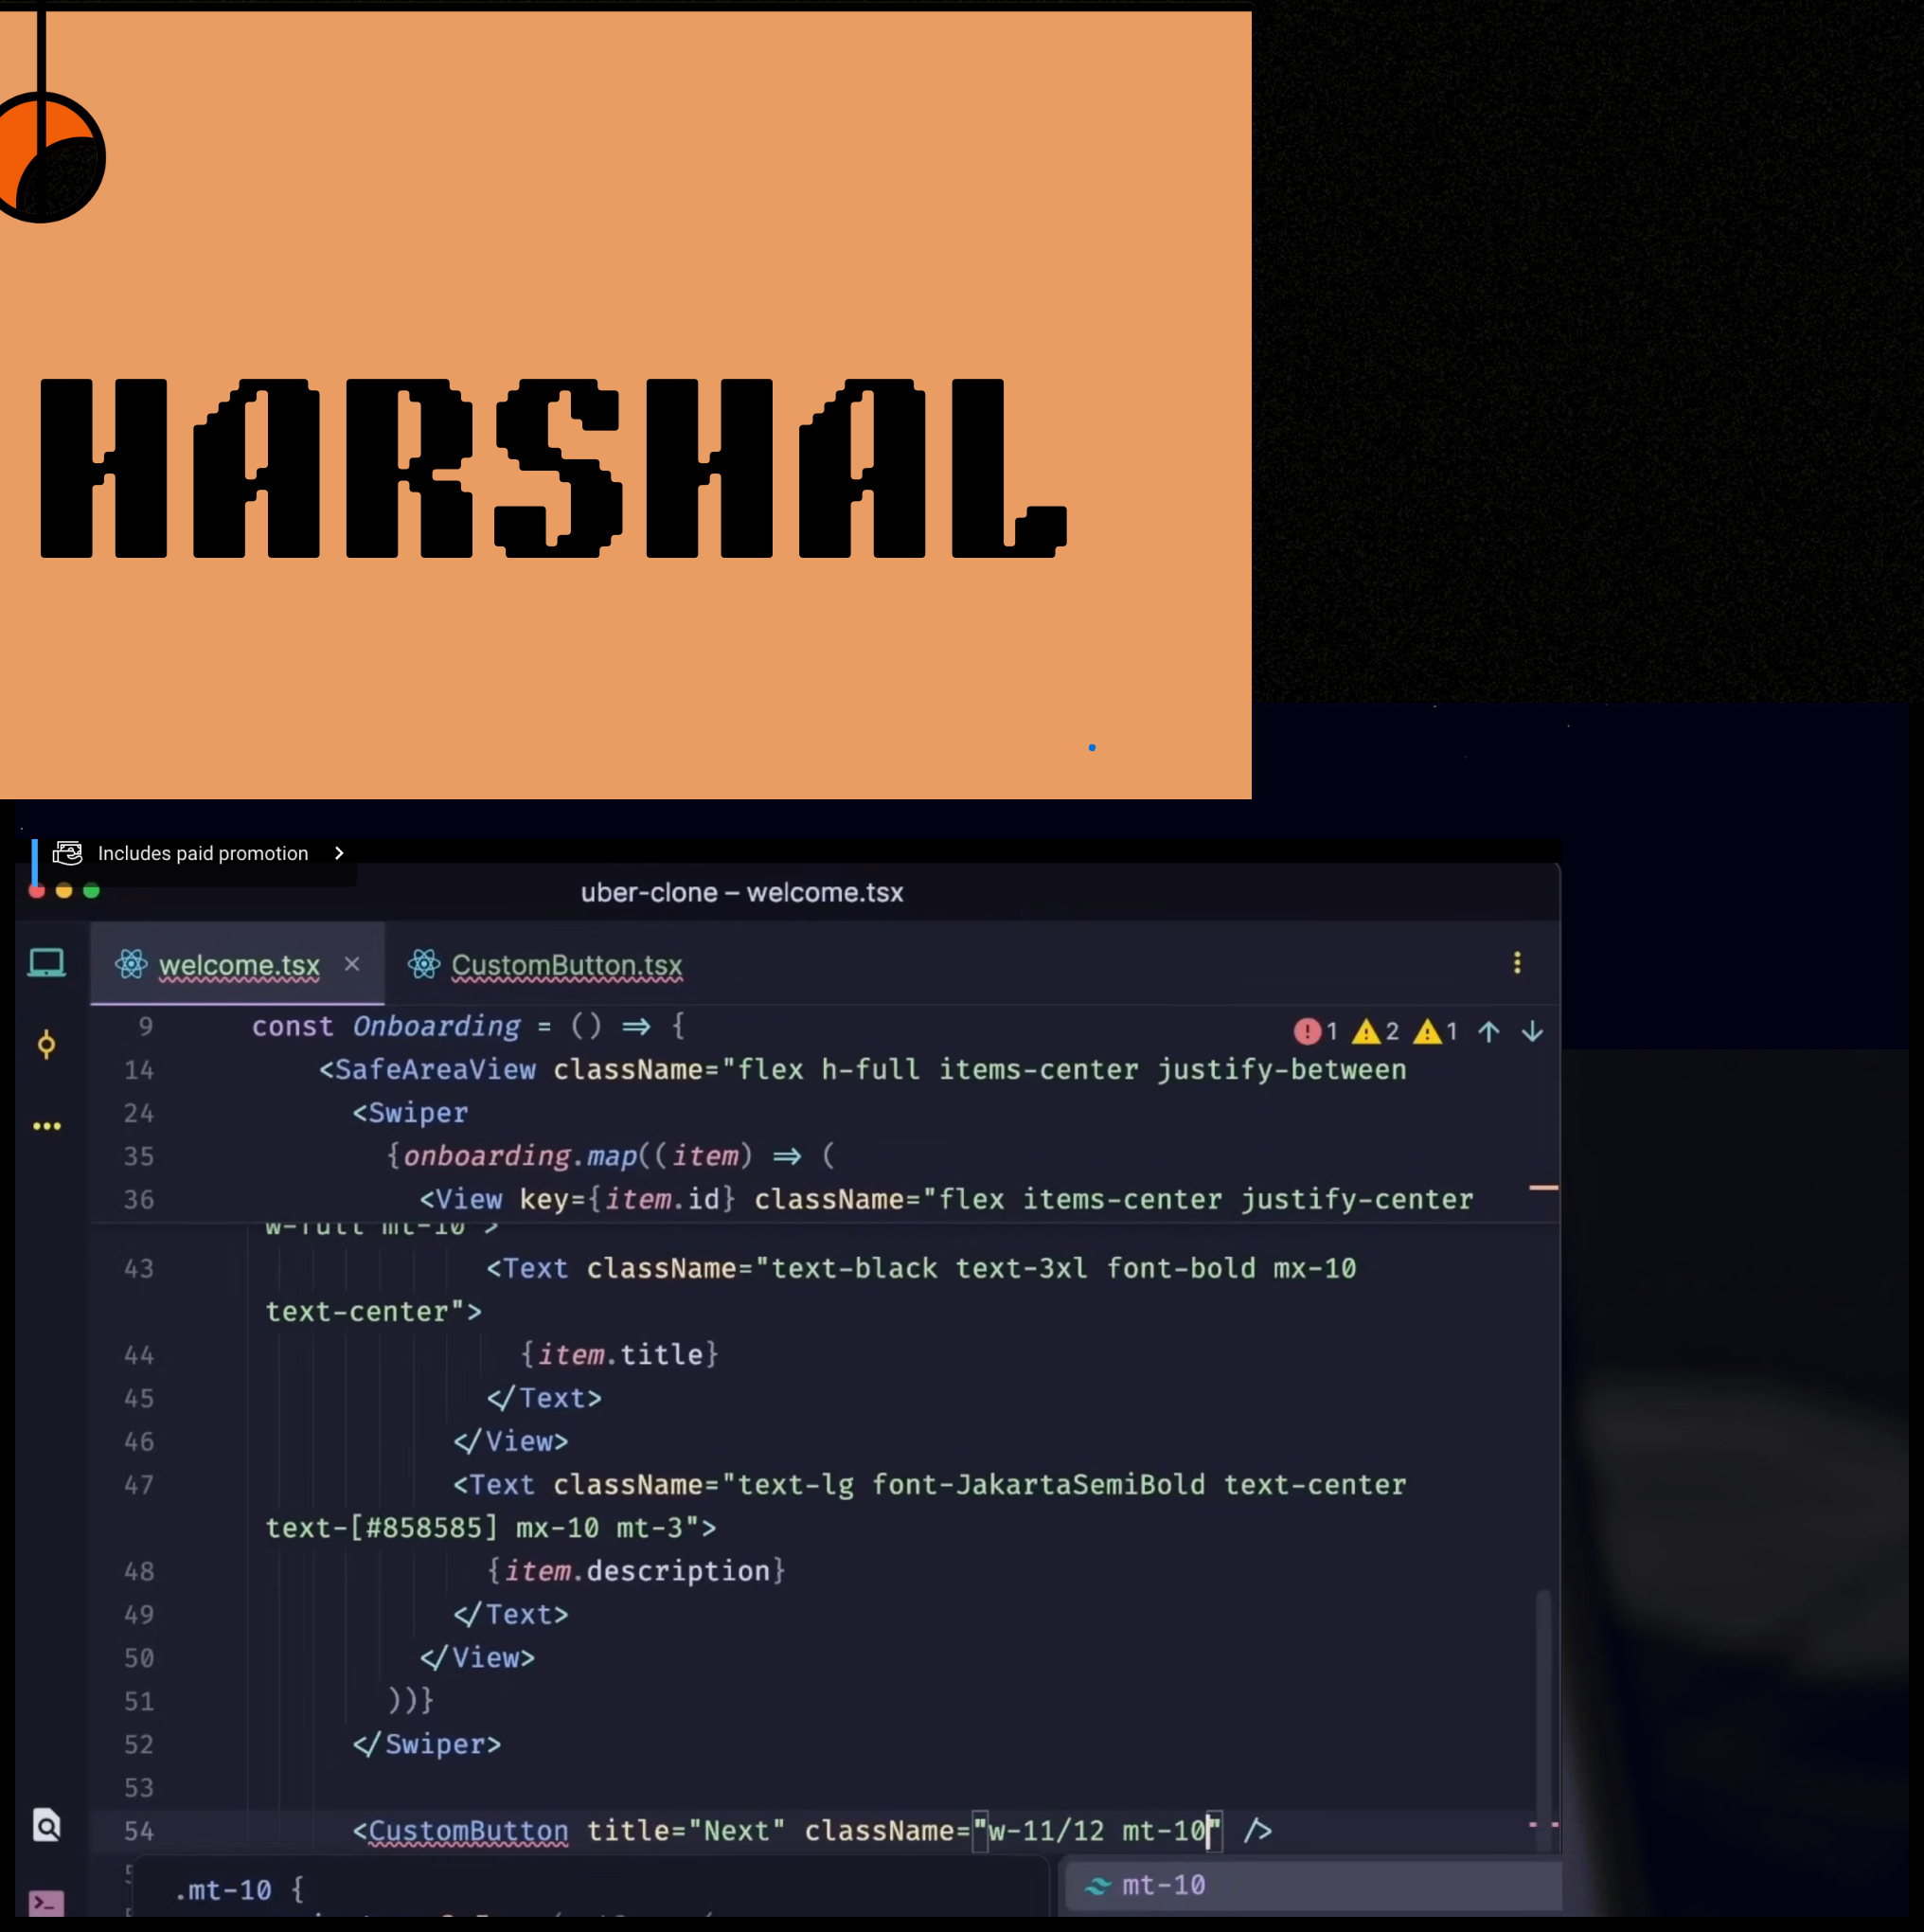 HARSHAL
Includes paid promotion
uber-clone – welcome.tsx
welcome.tsx × CustomButton.tsx
9 const Onboarding = () => { 1 2 1
14 <SafeAreaView className="flex h-full items-center justify-between
24 <Swiper
35 {onboarding.map((item) => (
36 <View key={item.id} className="flex items-center justify-center
w-full mt-10">
43 <Text className="text-black text-3xl font-bold mx-10
text-center">
44 {item.title}
45 </Text>
46 </View>
47 <Text className="text-lg font-JakartaSemiBold text-center
text-[#858585] mx-10 mt-3">
48 {item.description}
49 </Text>
50 </View>
51 ))}
52 </Swiper>
53
54 <CustomButton title="Next" className="w-11/12 mt-10" />
.mt-10 {
mt-10